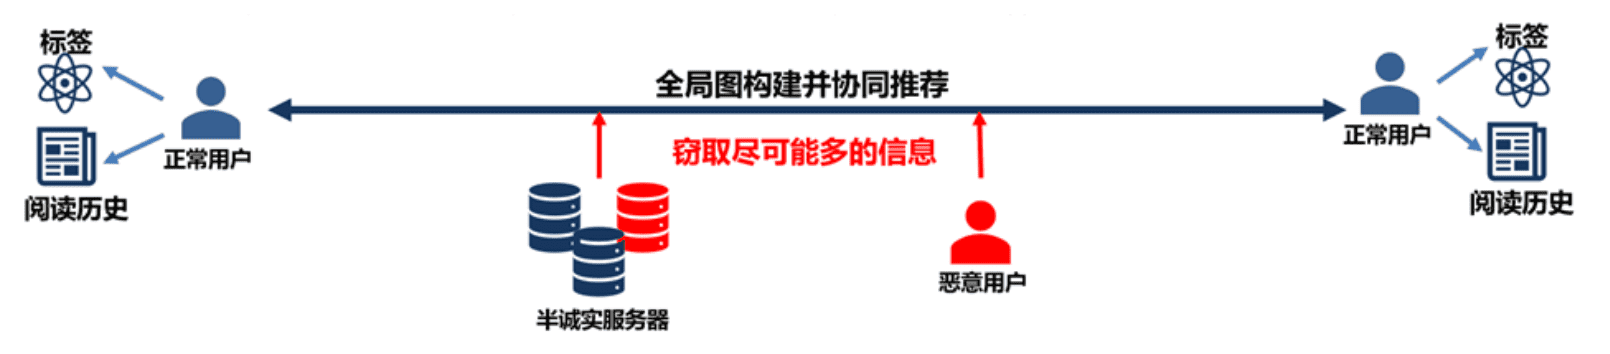 标签
正常用户
阅读历史
全局图构建并协同推荐
窃取尽可能多的信息
半诚实服务器
恶意用户
标签
正常用户
阅读历史